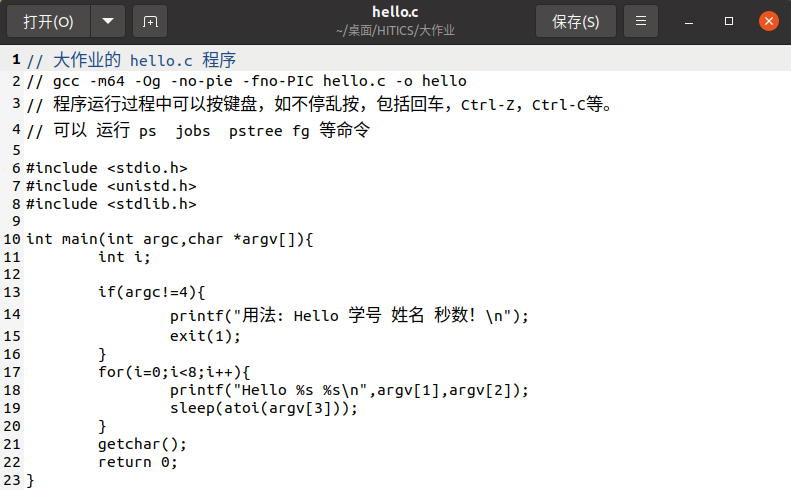 打开(O)
hello.c
~/桌面/HITICS/大作业
保存(S)
1 // 大作业的 hello.c 程序
2 // gcc -m64 -Og -no-pie -fno-PIC hello.c -o hello
3 // 程序运行过程中可以按键盘，如不停乱按，包括回车，Ctrl-Z，Ctrl-C等。
4 // 可以 运行 ps  jobs  pstree fg 等命令
5
6 #include <stdio.h>
7 #include <unistd.h>
8 #include <stdlib.h>
9
10 int main(int argc,char *argv[]){
11         int i;
12
13         if(argc!=4){
14                 printf("用法: Hello 学号 姓名 秒数！\n");
15                 exit(1);
16         }
17         for(i=0;i<8;i++){
18                 printf("Hello %s %s\n",argv[1],argv[2]);
19                 sleep(atoi(argv[3]));
20         }
21         getchar();
22         return 0;
23 }